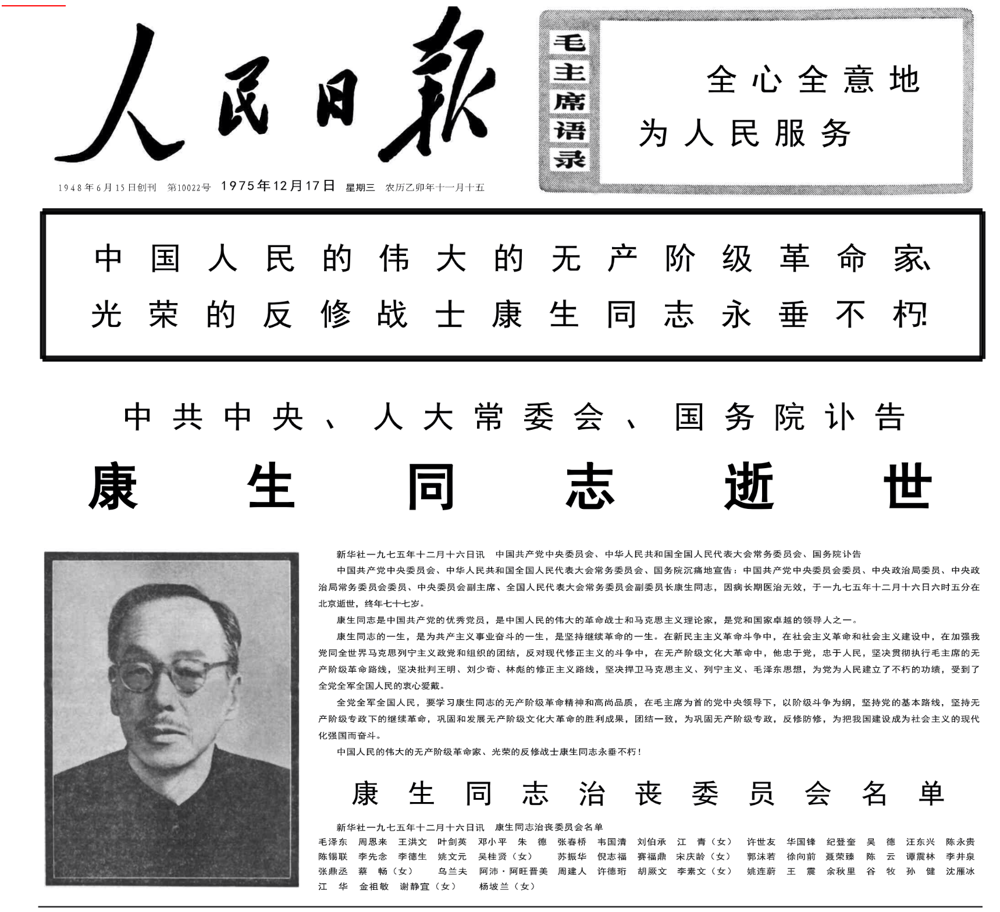 人民日报
1948年6月15日创刊 第10022号 1975年12月17日 星期三 农历乙卯年十一月十五
毛主席语录
全心全意地
为人民服务
中国人民的伟大的无产阶级革命家、
光荣的反修战士康生同志永垂不朽!
中共中央、人大常委会、国务院讣告
康生同志逝世
新华社一九七五年十二月十六日讯 中国共产党中央委员会、中华人民共和国全国人民代表大会常务委员会、国务院讣告
中国共产党中央委员会、中华人民共和国全国人民代表大会常务委员会、国务院沉痛地宣告：中国共产党中央委员会委员、中央政治局委员、中央政
治局常务委员会委员、中央委员会副主席、全国人民代表大会常务委员会副委员长康生同志，因病长期医治无效，于一九七五年十二月十六日六时五分在
北京逝世，终年七十七岁。
康生同志是中国共产党的优秀党员，是中国人民的伟大的革命战士和马克思主义理论家，是党和国家卓越的领导人之一。
康生同志的一生，是为共产主义事业奋斗的一生，是坚持继续革命的一生。在新民主主义革命斗争中，在社会主义革命和社会主义建设中，在加强我
党同全世界马克思列宁主义政党和组织的团结，反对现代修正主义的斗争中，在无产阶级文化大革命中，他忠于党，忠于人民，坚决贯彻执行毛主席的无
产阶级革命路线，坚决批判王明、刘少奇、林彪的修正主义路线，坚决捍卫马克思主义、列宁主义、毛泽东思想，为党为人民建立了不朽的功绩，受到了
全党全军全国人民的衷心爱戴。
全党全军全国人民，要学习康生同志的无产阶级革命精神和高尚品质，在毛主席为首的党中央领导下，以阶级斗争为纲，坚持党的基本路线，坚持无
产阶级专政下的继续革命，巩固和发展无产阶级文化大革命的胜利成果，团结一致，为巩固无产阶级专政，反修防修，为把我国建设成为社会主义的现代
化强国而奋斗。
中国人民的伟大的无产阶级革命家、光荣的反修战士康生同志永垂不朽！
康生同志治丧委员会名单
新华社一九七五年十二月十六日讯 康生同志治丧委员会名单
毛泽东 周恩来 王洪文 叶剑英 邓小平 朱 德 张春桥 韦国清 刘伯承 江 青（女） 许世友 华国锋 纪登奎 吴 德 汪东兴 陈永贵
陈锡联 李先念 李德生 姚文元 吴桂贤（女） 苏振华 倪志福 赛福鼎 宋庆龄（女） 郭沫若 徐向前 聂荣臻 陈 云 谭震林 李井泉
张鼎丞 蔡 畅（女） 乌兰夫 阿沛·阿旺晋美 周建人 许德珩 胡厥文 李素文（女） 姚连蔚 王 震 余秋里 谷 牧 孙 健 沈雁冰
江 华 金祖敏 谢静宜（女） 杨坡兰（女）